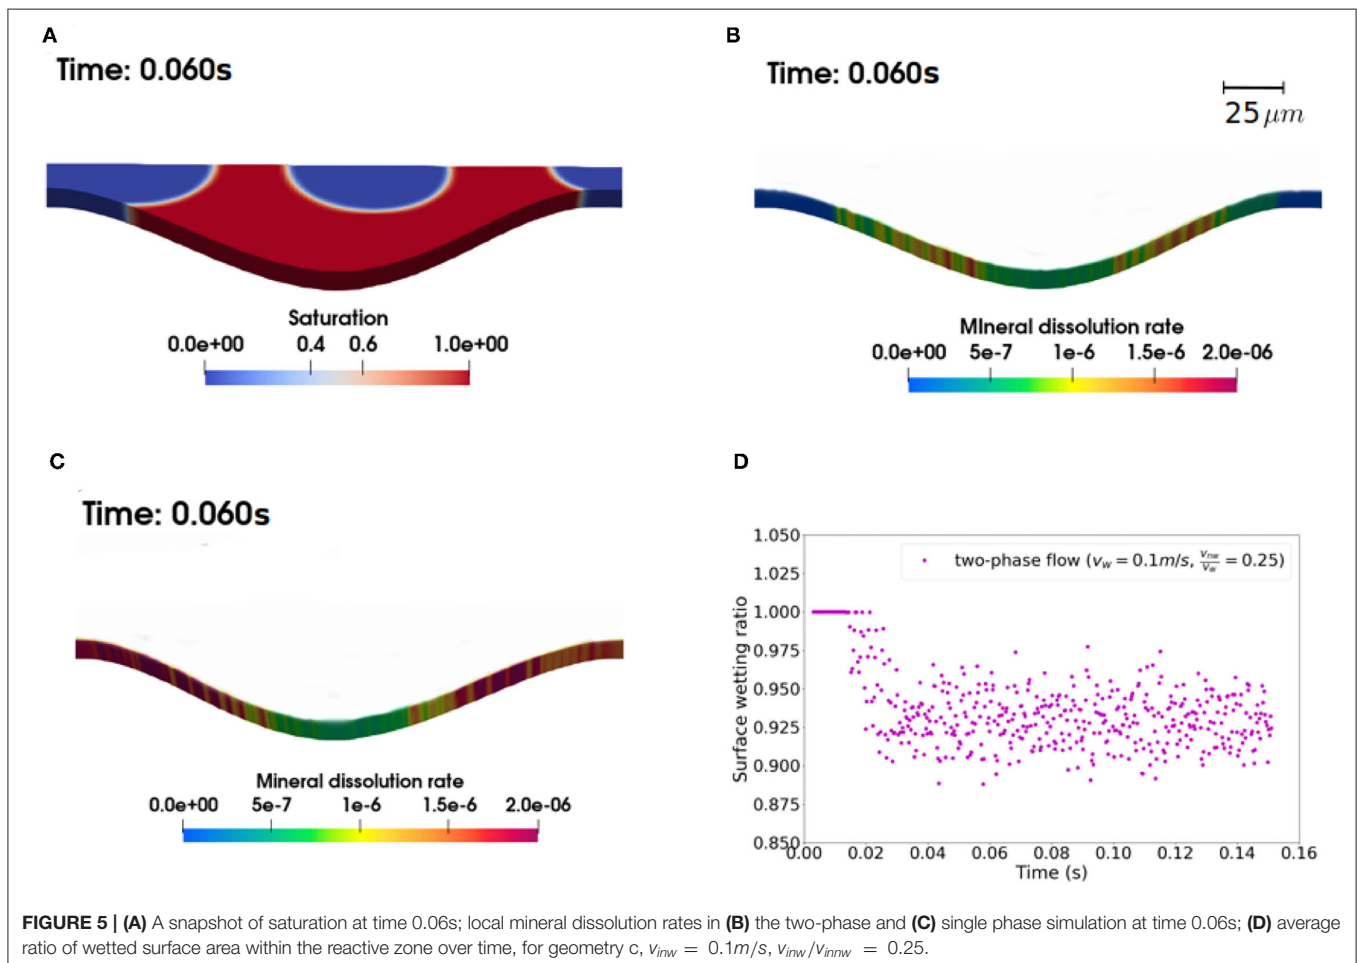 A
Time: 0.060s
Saturation
0.0e+00 0.4 0.6 1.0e+00
B
Time: 0.060s
25 μm
MIneral dissolution rate
0.0e+00 5e-7 1e-6 1.5e-6 2.0e-06
C
Time: 0.060s
Mineral dissolution rate
0.0e+00 5e-7 1e-6 1.5e-6 2.0e-06
D
two-phase flow (v_w = 0.1m/s, v_nw/v_w = 0.25)
Surface wetting ratio
1.050
1.025
1.000
0.975
0.950
0.925
0.900
0.875
0.850
0.00 0.02 0.04 0.06 0.08 0.10 0.12 0.14 0.16
Time (s)
FIGURE 5 | (A) A snapshot of saturation at time 0.06s; local mineral dissolution rates in (B) the two-phase and (C) single phase simulation at time 0.06s; (D) average
ratio of wetted surface area within the reactive zone over time, for geometry c, v_inw = 0.1m/s, v_inw/v_innw = 0.25.